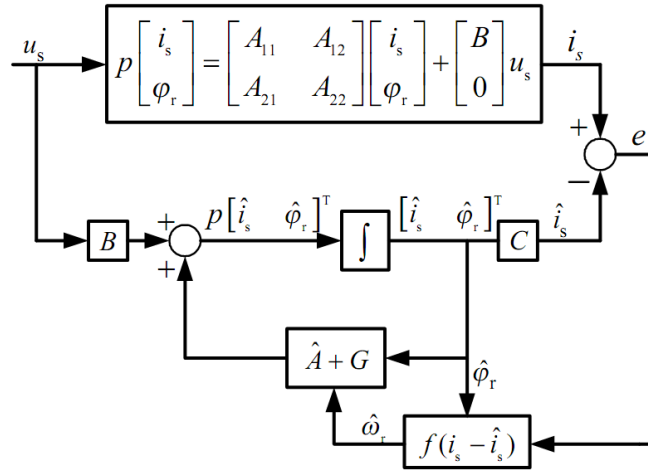 u_s
p [i_s φ_r] = [A_11 A_12 A_21 A_22] [i_s φ_r] + [B 0] u_s
i_s
+
e
−
B
+
+
p[î_s φ̂_r]^T
∫
[î_s φ̂_r]^T
C
î_s
Â + G
φ̂_r
ω̂_r
f(i_s − î_s)